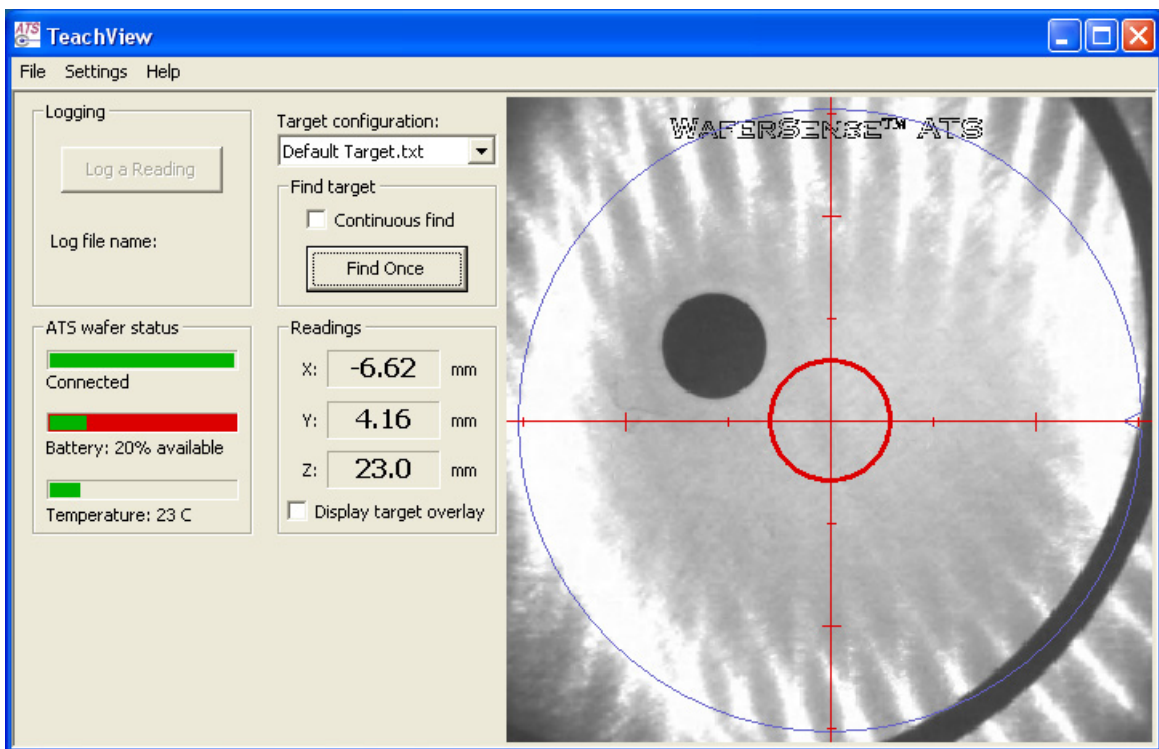 ATS TeachView
File Settings Help
Logging
Log a Reading
Log file name:
Target configuration:
Default Target.txt
Find target
Continuous find
Find Once
ATS wafer status
Connected
Battery: 20% available
Temperature: 23 C
Readings
X: -6.62 mm
Y: 4.16 mm
Z: 23.0 mm
Display target overlay
WAFERSENSE™ ATS